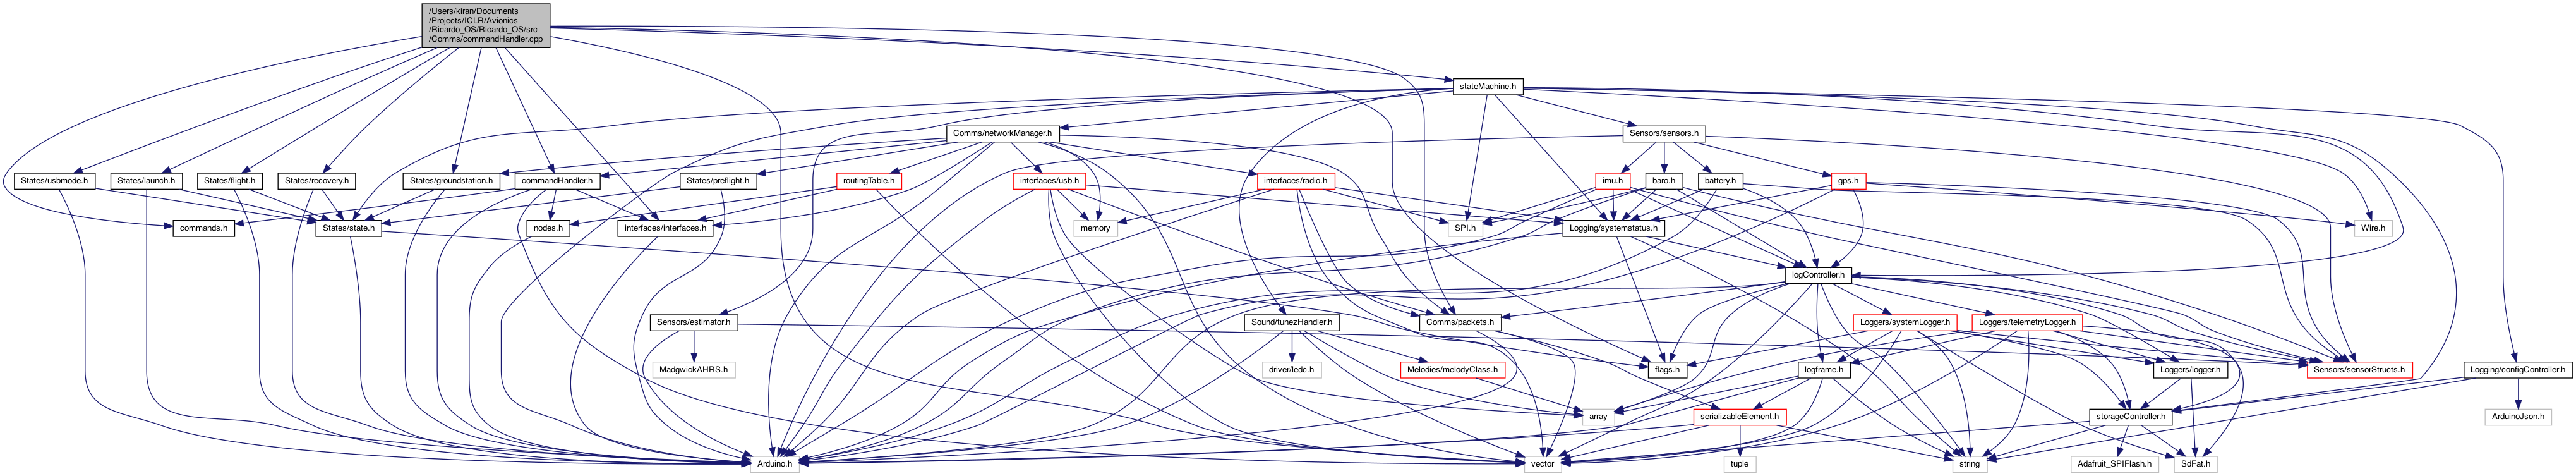 /Users/kiran/Documents
/Projects/ICLR/Avionics
/Ricardo_OS/Ricardo_OS/src
/Comms/commandHandler.cpp
stateMachine.h
Comms/networkManager.h
Sensors/sensors.h
States/usbmode.h
States/launch.h
States/flight.h
States/recovery.h
States/groundstation.h
commandHandler.h
States/preflight.h
routingTable.h
interfaces/usb.h
interfaces/radio.h
imu.h
baro.h
battery.h
gps.h
commands.h
States/state.h
nodes.h
interfaces/interfaces.h
memory
SPI.h
Logging/systemstatus.h
Wire.h
logController.h
Sensors/estimator.h
Sound/tunezHandler.h
Comms/packets.h
Loggers/systemLogger.h
Loggers/telemetryLogger.h
MadgwickAHRS.h
driver/ledc.h
Melodies/melodyClass.h
flags.h
logframe.h
Loggers/logger.h
Sensors/sensorStructs.h
Logging/configController.h
array
serializableElement.h
storageController.h
ArduinoJson.h
Arduino.h
vector
tuple
string
Adafruit_SPIFlash.h
SdFat.h